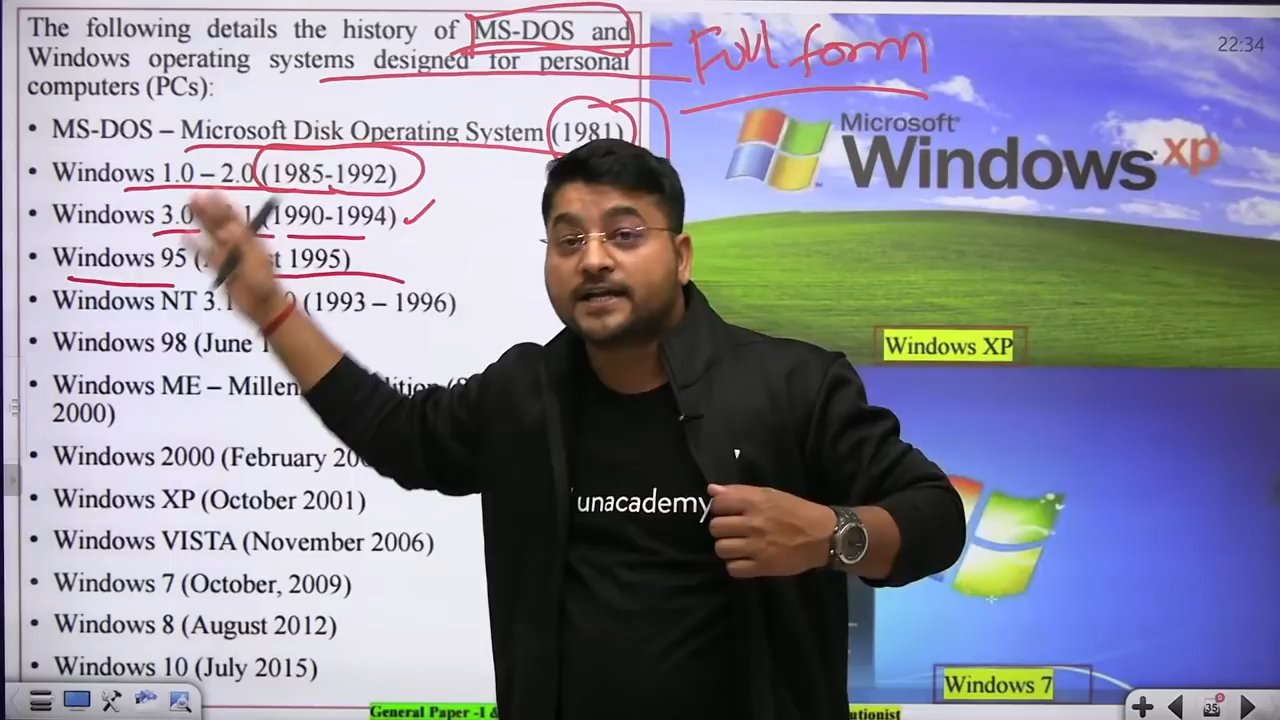 The following details the history of MS-DOS and
Windows operating systems designed for personal
computers (PCs):
• MS-DOS – Microsoft Disk Operating System (1981)
• Windows 1.0 – 2.0 (1985-1992)
• Windows 3.0 (1990-1994)
• Windows 95 ( 1995)
• Windows NT 3.1 (1993 – 1996)
• Windows 98 (June
• Windows ME –
2000)
• Windows 2000 (February
• Windows XP (October 2001)
• Windows VISTA (November 2006)
• Windows 7 (October, 2009)
• Windows 8 (August 2012)
• Windows 10 (July 2015)
General Paper -I &
Full form
22:34
Microsoft
Windows xp
Windows XP
unacademy
Windows 7
35